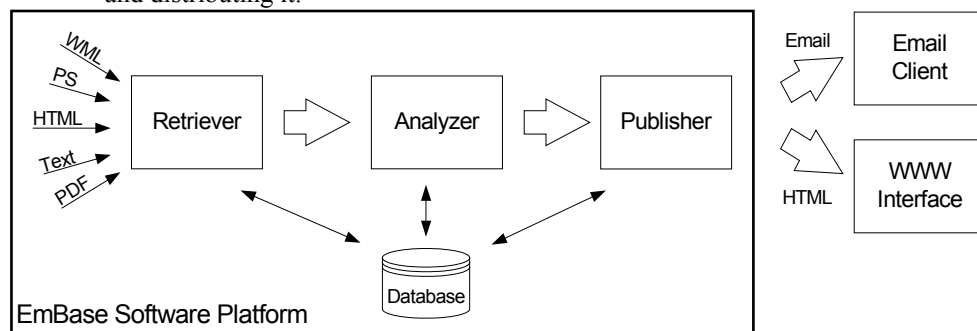 and distributing it.
WML
PS
HTML
Text
PDF
Retriever
Analyzer
Publisher
Database
EmBase Software Platform
Email
HTML
Email
Client
WWW
Interface